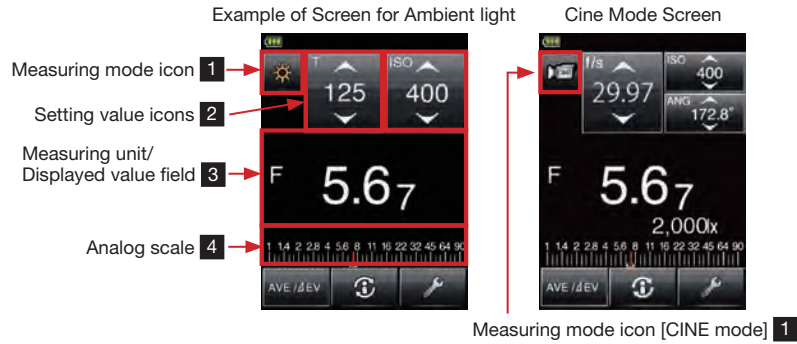 Example of Screen for Ambient light
Cine Mode Screen
Measuring mode icon 1
Setting value icons 2
Measuring unit/
Displayed value field 3
Analog scale 4
T
125
ISO
400
F
5.67
1 1.4 2 2.8 4 5.6 8 11 16 22 32 45 64 90
AVE/⊿EV
f/s
29.97
ISO
400
ANG
172.8°
F
5.67
2,000lx
1 1.4 2 2.8 4 5.6 8 11 16 22 32 45 64 90
AVE/⊿EV
Measuring mode icon [CINE mode] 1